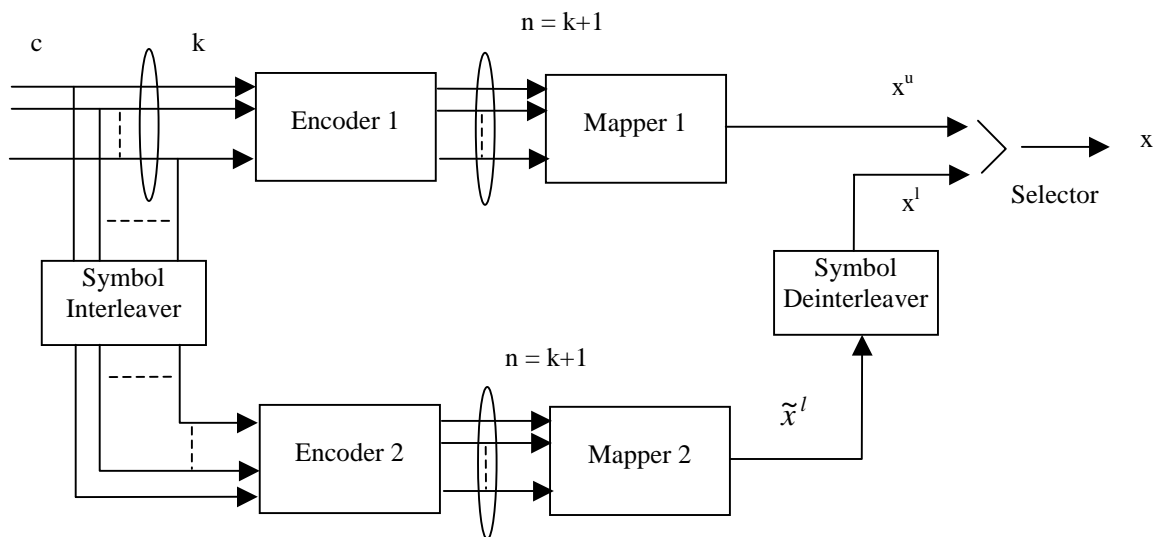 n = k+1
c
k
Encoder 1
Mapper 1
x^u
x
x^l
Selector
Symbol
Interleaver
Symbol
Deinterleaver
n = k+1
x̃^l
Encoder 2
Mapper 2